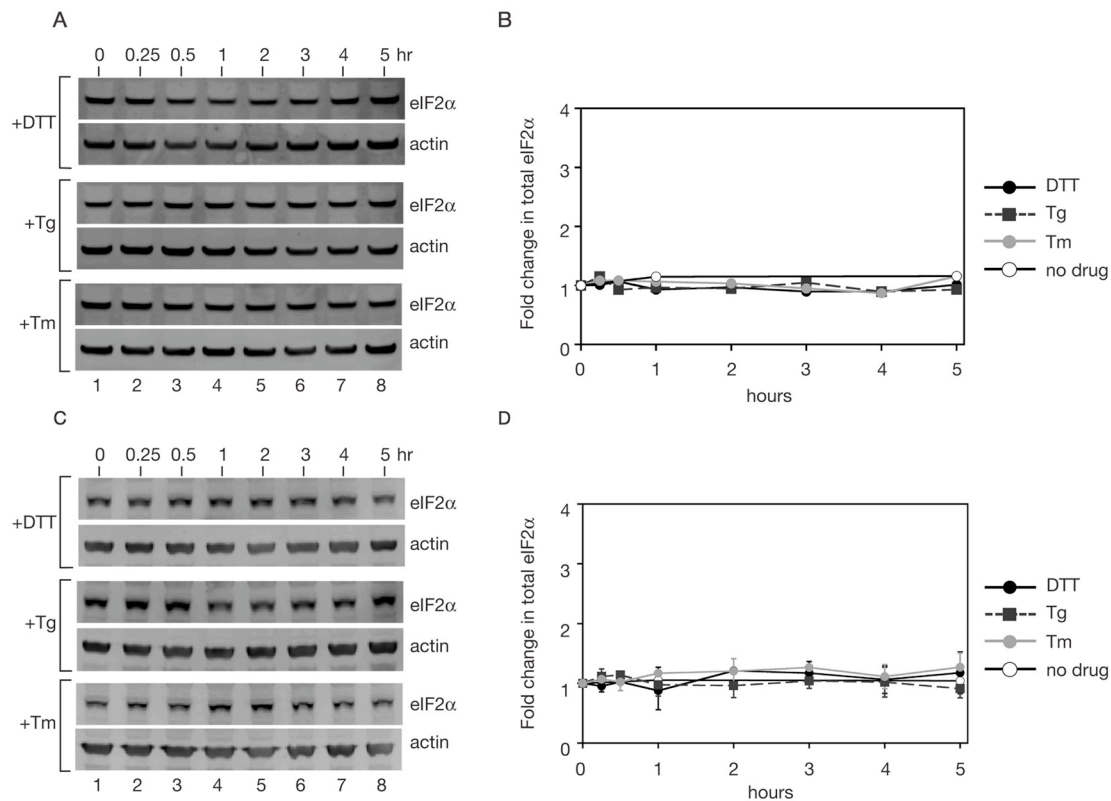 A
0 0.25 0.5 1 2 3 4 5 hr
+DTT
eIF2α
actin
+Tg
eIF2α
actin
+Tm
eIF2α
actin
1 2 3 4 5 6 7 8
B
Fold change in total eIF2α
4
3
2
1
0
0 1 2 3 4 5
hours
DTT
Tg
Tm
no drug
C
0 0.25 0.5 1 2 3 4 5 hr
+DTT
eIF2α
actin
+Tg
eIF2α
actin
+Tm
eIF2α
actin
1 2 3 4 5 6 7 8
D
Fold change in total eIF2α
4
3
2
1
0
0 1 2 3 4 5
hours
DTT
Tg
Tm
no drug